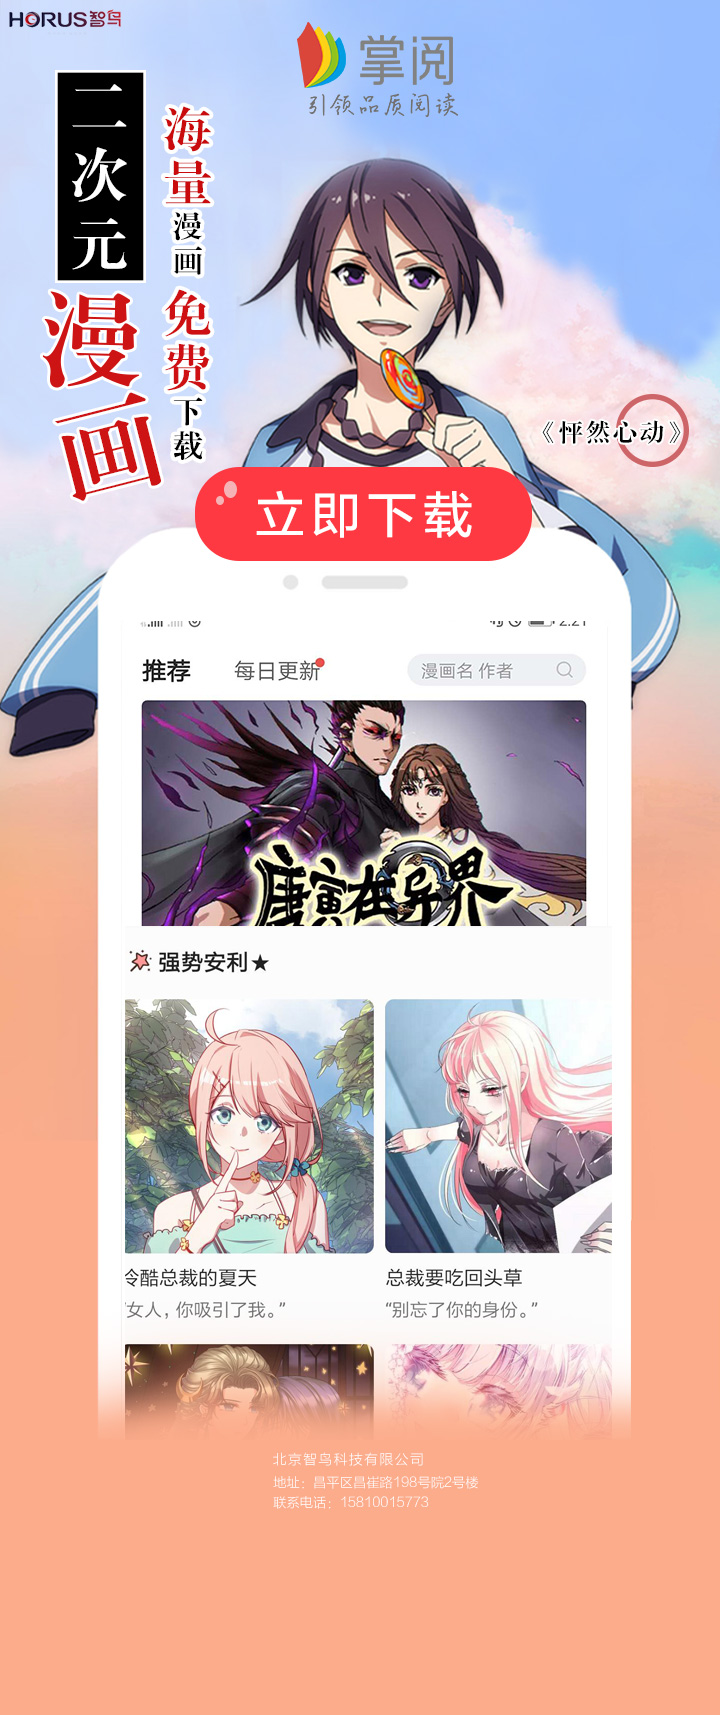 HORUS智鸟
掌阅
引领品质阅读
二次元
漫画
海量漫画免费下载
《怦然心动》
立即下载
2:21
推荐
每日更新
漫画名 作者
唐寅在异界
强势安利★
冷酷总裁的夏天
总裁要吃回头草
“女人，你吸引了我。”
“别忘了你的身份。”
北京智鸟科技有限公司
地址：昌平区昌崔路198号院2号楼
联系电话：15810015773